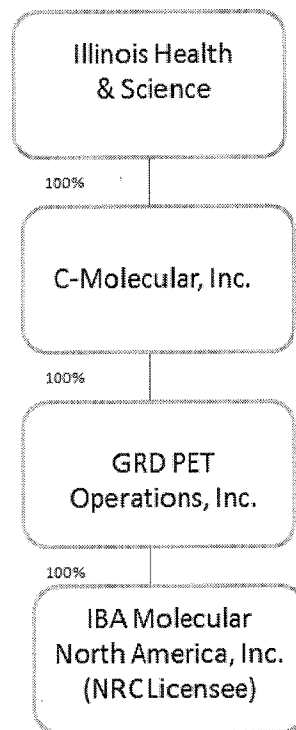 Illinois Health
& Science
100%
C-Molecular, Inc.
100%
GRD PET
Operations, Inc.
100%
IBA Molecular
North America, Inc.
(NRC Licensee)